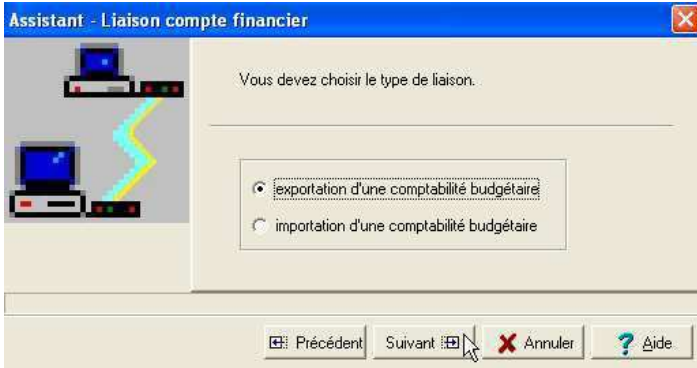 Assistant - Liaison compte financier
Vous devez choisir le type de liaison.
exportation d'une comptabilité budgétaire
importation d'une comptabilité budgétaire
Précédent Suivant Annuler Aide